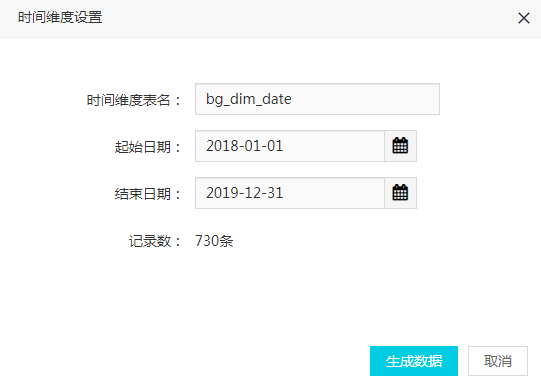 时间维度设置
时间维度表名： bg_dim_date
起始日期： 2018-01-01
结束日期： 2019-12-31
记录数： 730条
生成数据 取消